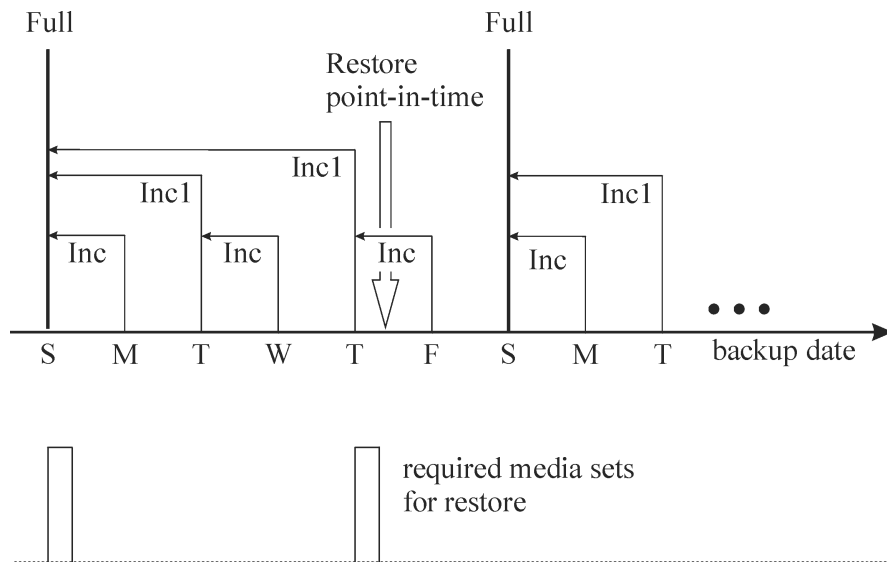 Full
Full
Restore
point-in-time
Inc1
Inc1
Inc1
Inc
Inc
Inc
Inc
S
M
T
W
T
F
S
M
T
backup date
required media sets
for restore